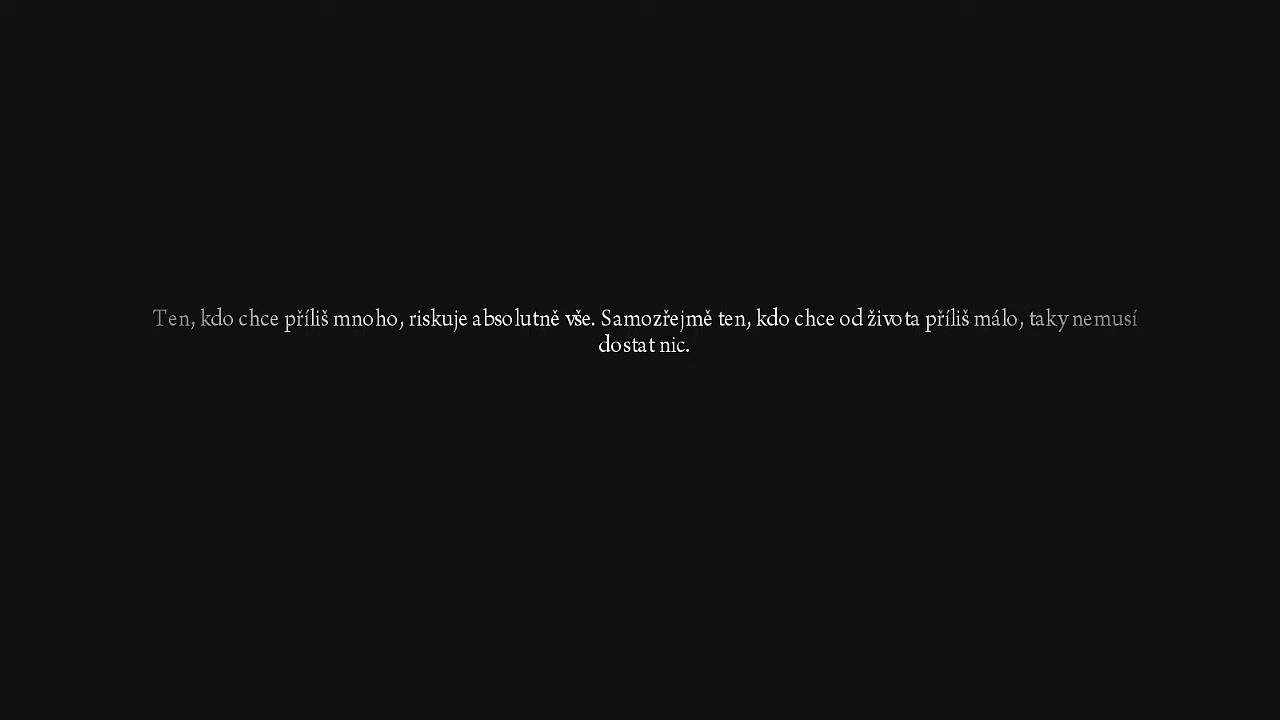 Ten, kdo chce příliš mnoho, riskuje absolutně vše. Samozřejmě ten, kdo chce od života příliš málo, taky nemusí
dostat nic.